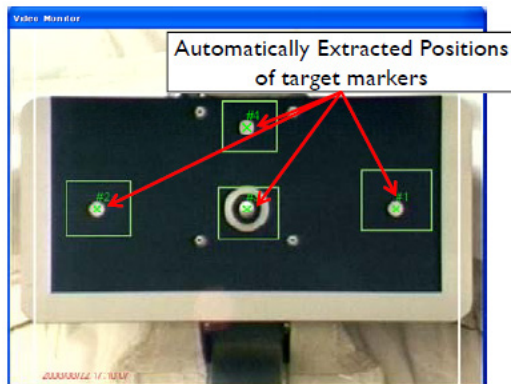 Video Monitor
Automatically Extracted Positions
of target markers
#4
#2
#1